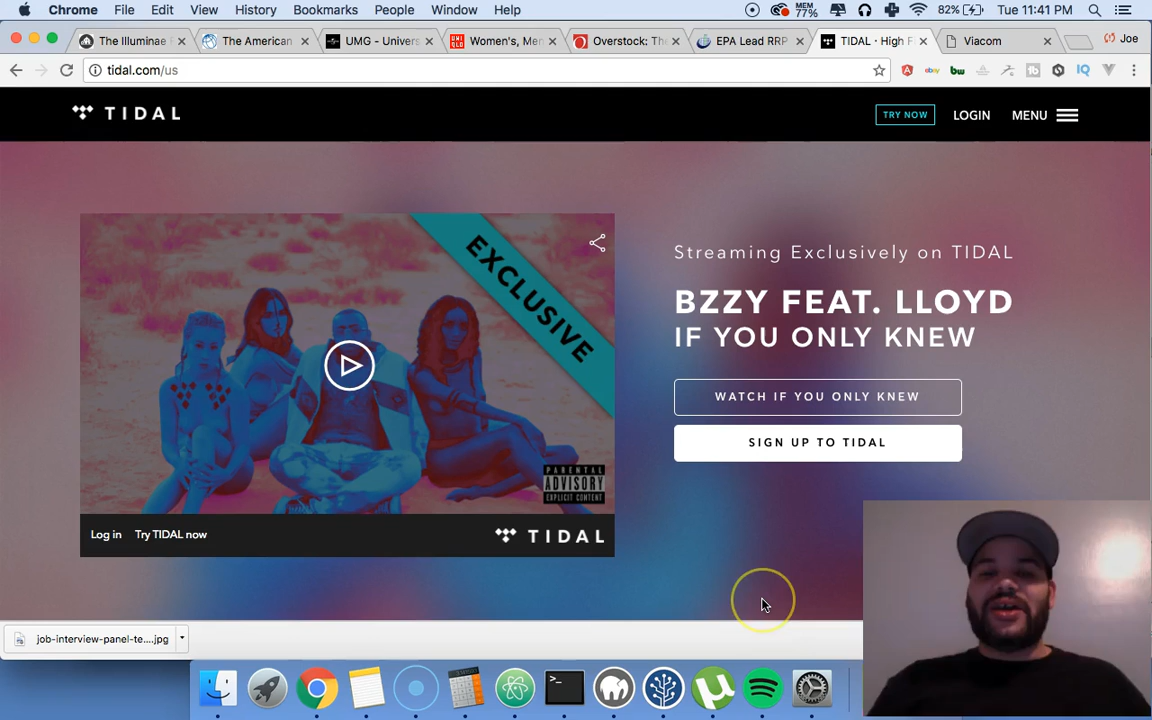 Chrome File Edit View History Bookmarks People Window Help MEM 77% 82% Tue 11:41 PM
The Illuminae The American UMG - Univers Women's, Men Overstock: The EPA Lead RRP TIDAL · High F Viacom Joe
tidal.com/us
TIDAL TRY NOW LOGIN MENU
EXCLUSIVE
Streaming Exclusively on TIDAL
BZZY FEAT. LLOYD
IF YOU ONLY KNEW
WATCH IF YOU ONLY KNEW
SIGN UP TO TIDAL
PARENTAL
ADVISORY
EXPLICIT CONTENT
Log in Try TIDAL now TIDAL
job-interview-panel-te....jpg